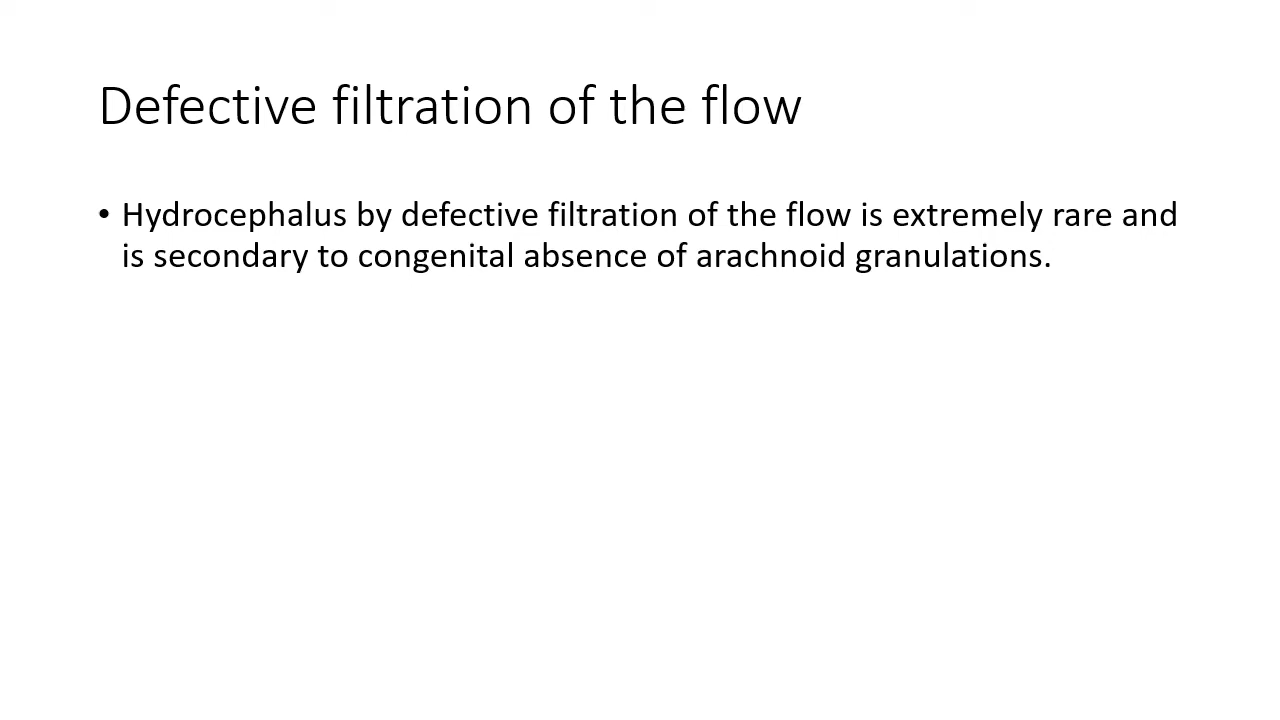 Defective filtration of the flow
• Hydrocephalus by defective filtration of the flow is extremely rare and
is secondary to congenital absence of arachnoid granulations.